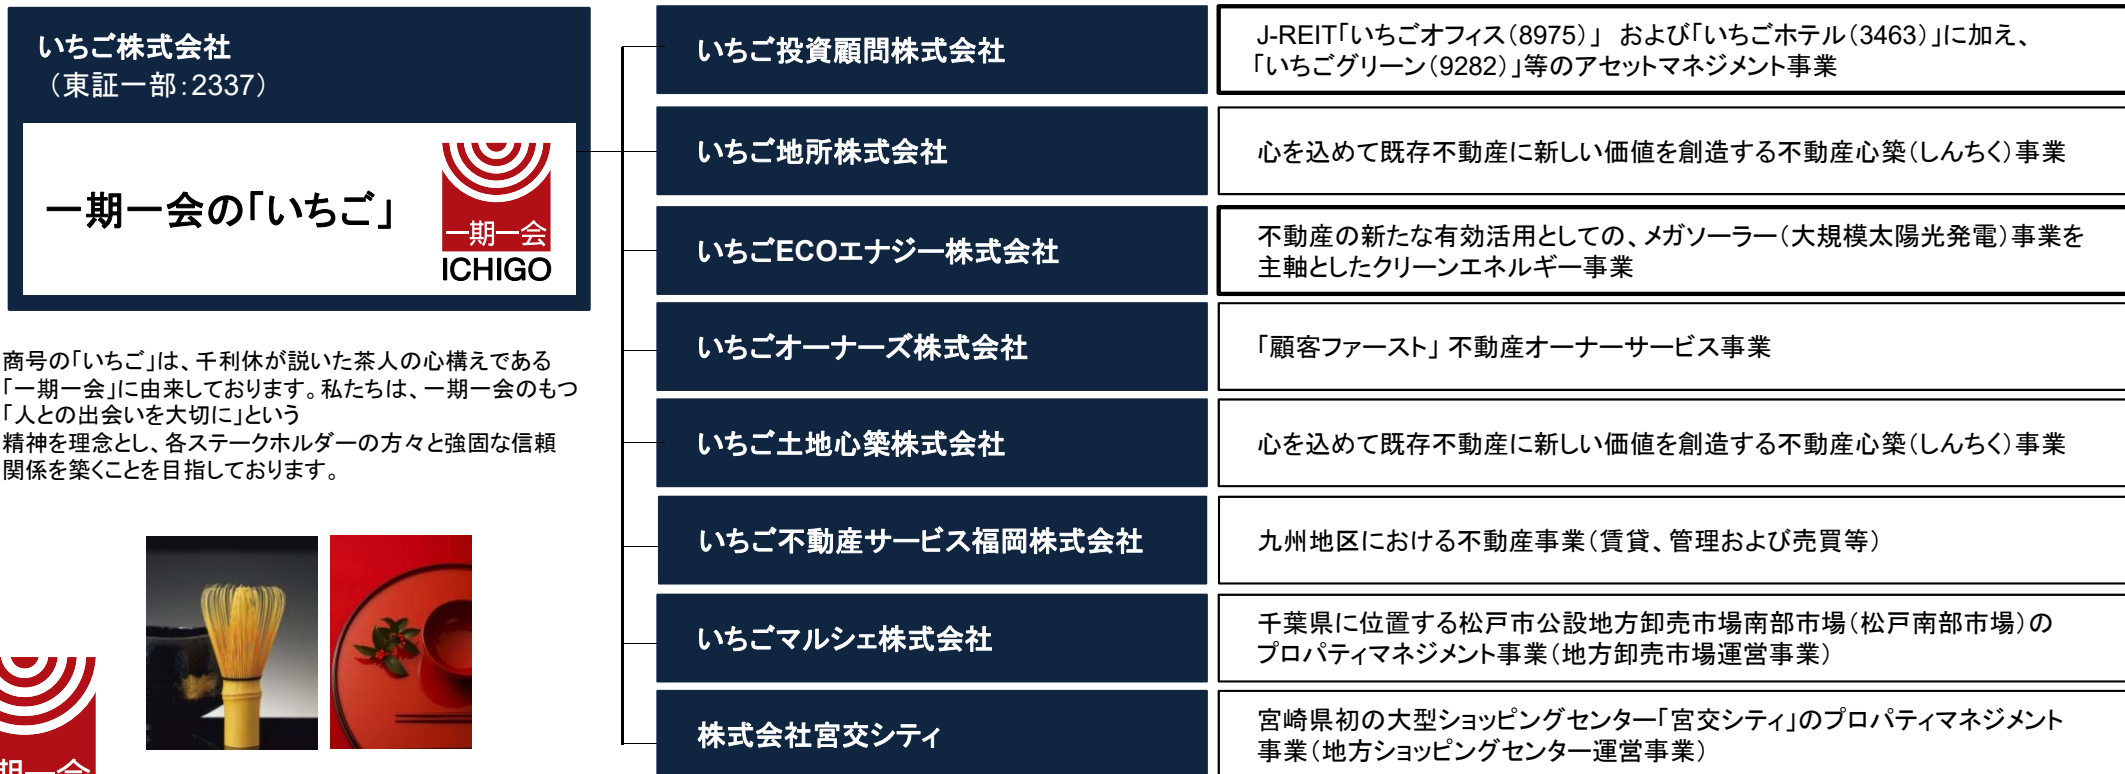 いちご株式会社
（東証一部：2337）
一期一会の「いちご」
一期一会
ICHIGO
商号の「いちご」は、千利休が説いた茶人の心構えである
「一期一会」に由来しております。私たちは、一期一会のもつ
「人との出会いを大切に」という
精神を理念とし、各ステークホルダーの方々と強固な信頼
関係を築くことを目指しております。
期一会
いちご投資顧問株式会社
J-REIT「いちごオフィス（8975）」 および「いちごホテル（3463）」に加え、
「いちごグリーン（9282）」等のアセットマネジメント事業
いちご地所株式会社
心を込めて既存不動産に新しい価値を創造する不動産心築（しんちく）事業
いちごECOエナジー株式会社
不動産の新たな有効活用としての、メガソーラー（大規模太陽光発電）事業を
主軸としたクリーンエネルギー事業
いちごオーナーズ株式会社
「顧客ファースト」 不動産オーナーサービス事業
いちご土地心築株式会社
心を込めて既存不動産に新しい価値を創造する不動産心築（しんちく）事業
いちご不動産サービス福岡株式会社
九州地区における不動産事業（賃貸、管理および売買等）
いちごマルシェ株式会社
千葉県に位置する松戸市公設地方卸売市場南部市場（松戸南部市場）の
プロパティマネジメント事業（地方卸売市場運営事業）
株式会社宮交シティ
宮崎県初の大型ショッピングセンター「宮交シティ」のプロパティマネジメント
事業（地方ショッピングセンター運営事業）